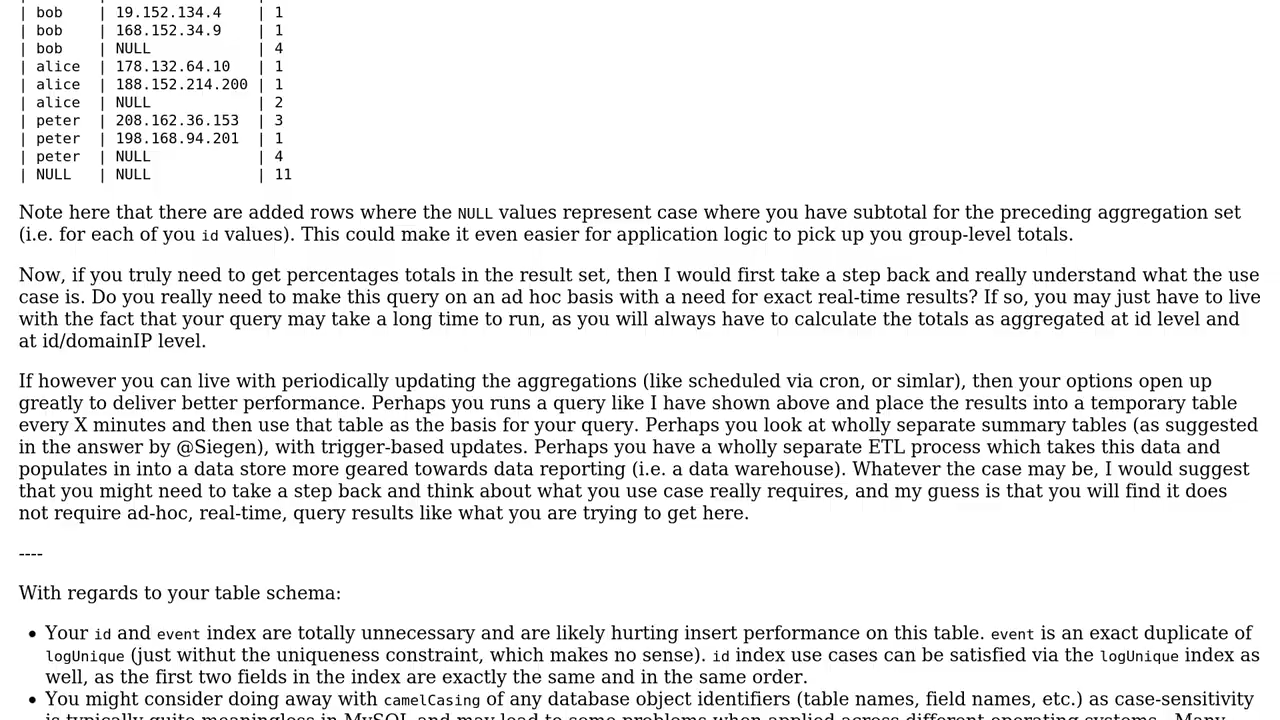 | bob | 19.152.134.4 | 1
| bob | 168.152.34.9 | 1
| bob | NULL | 4
| alice | 178.132.64.10 | 1
| alice | 188.152.214.200 | 1
| alice | NULL | 2
| peter | 208.162.36.153 | 3
| peter | 198.168.94.201 | 1
| peter | NULL | 4
| NULL | NULL | 11
Note here that there are added rows where the NULL values represent case where you have subtotal for the preceding aggregation set
(i.e. for each of you id values). This could make it even easier for application logic to pick up you group-level totals.
Now, if you truly need to get percentages totals in the result set, then I would first take a step back and really understand what the use
case is. Do you really need to make this query on an ad hoc basis with a need for exact real-time results? If so, you may just have to live
with the fact that your query may take a long time to run, as you will always have to calculate the totals as aggregated at id level and
at id/domainIP level.
If however you can live with periodically updating the aggregations (like scheduled via cron, or simlar), then your options open up
greatly to deliver better performance. Perhaps you runs a query like I have shown above and place the results into a temporary table
every X minutes and then use that table as the basis for your query. Perhaps you look at wholly separate summary tables (as suggested
in the answer by @Siegen), with trigger-based updates. Perhaps you have a wholly separate ETL process which takes this data and
populates in into a data store more geared towards data reporting (i.e. a data warehouse). Whatever the case may be, I would suggest
that you might need to take a step back and think about what you use case really requires, and my guess is that you will find it does
not require ad-hoc, real-time, query results like what you are trying to get here.
----
With regards to your table schema:
• Your id and event index are totally unnecessary and are likely hurting insert performance on this table. event is an exact duplicate of
logUnique (just withut the uniqueness constraint, which makes no sense). id index use cases can be satisfied via the logUnique index as
well, as the first two fields in the index are exactly the same and in the same order.
• You might consider doing away with camelCasing of any database object identifiers (table names, field names, etc.) as case-sensitivity
is typically quite meaningless in MySQL and may lead to some problems when applied across different operating systems. Many